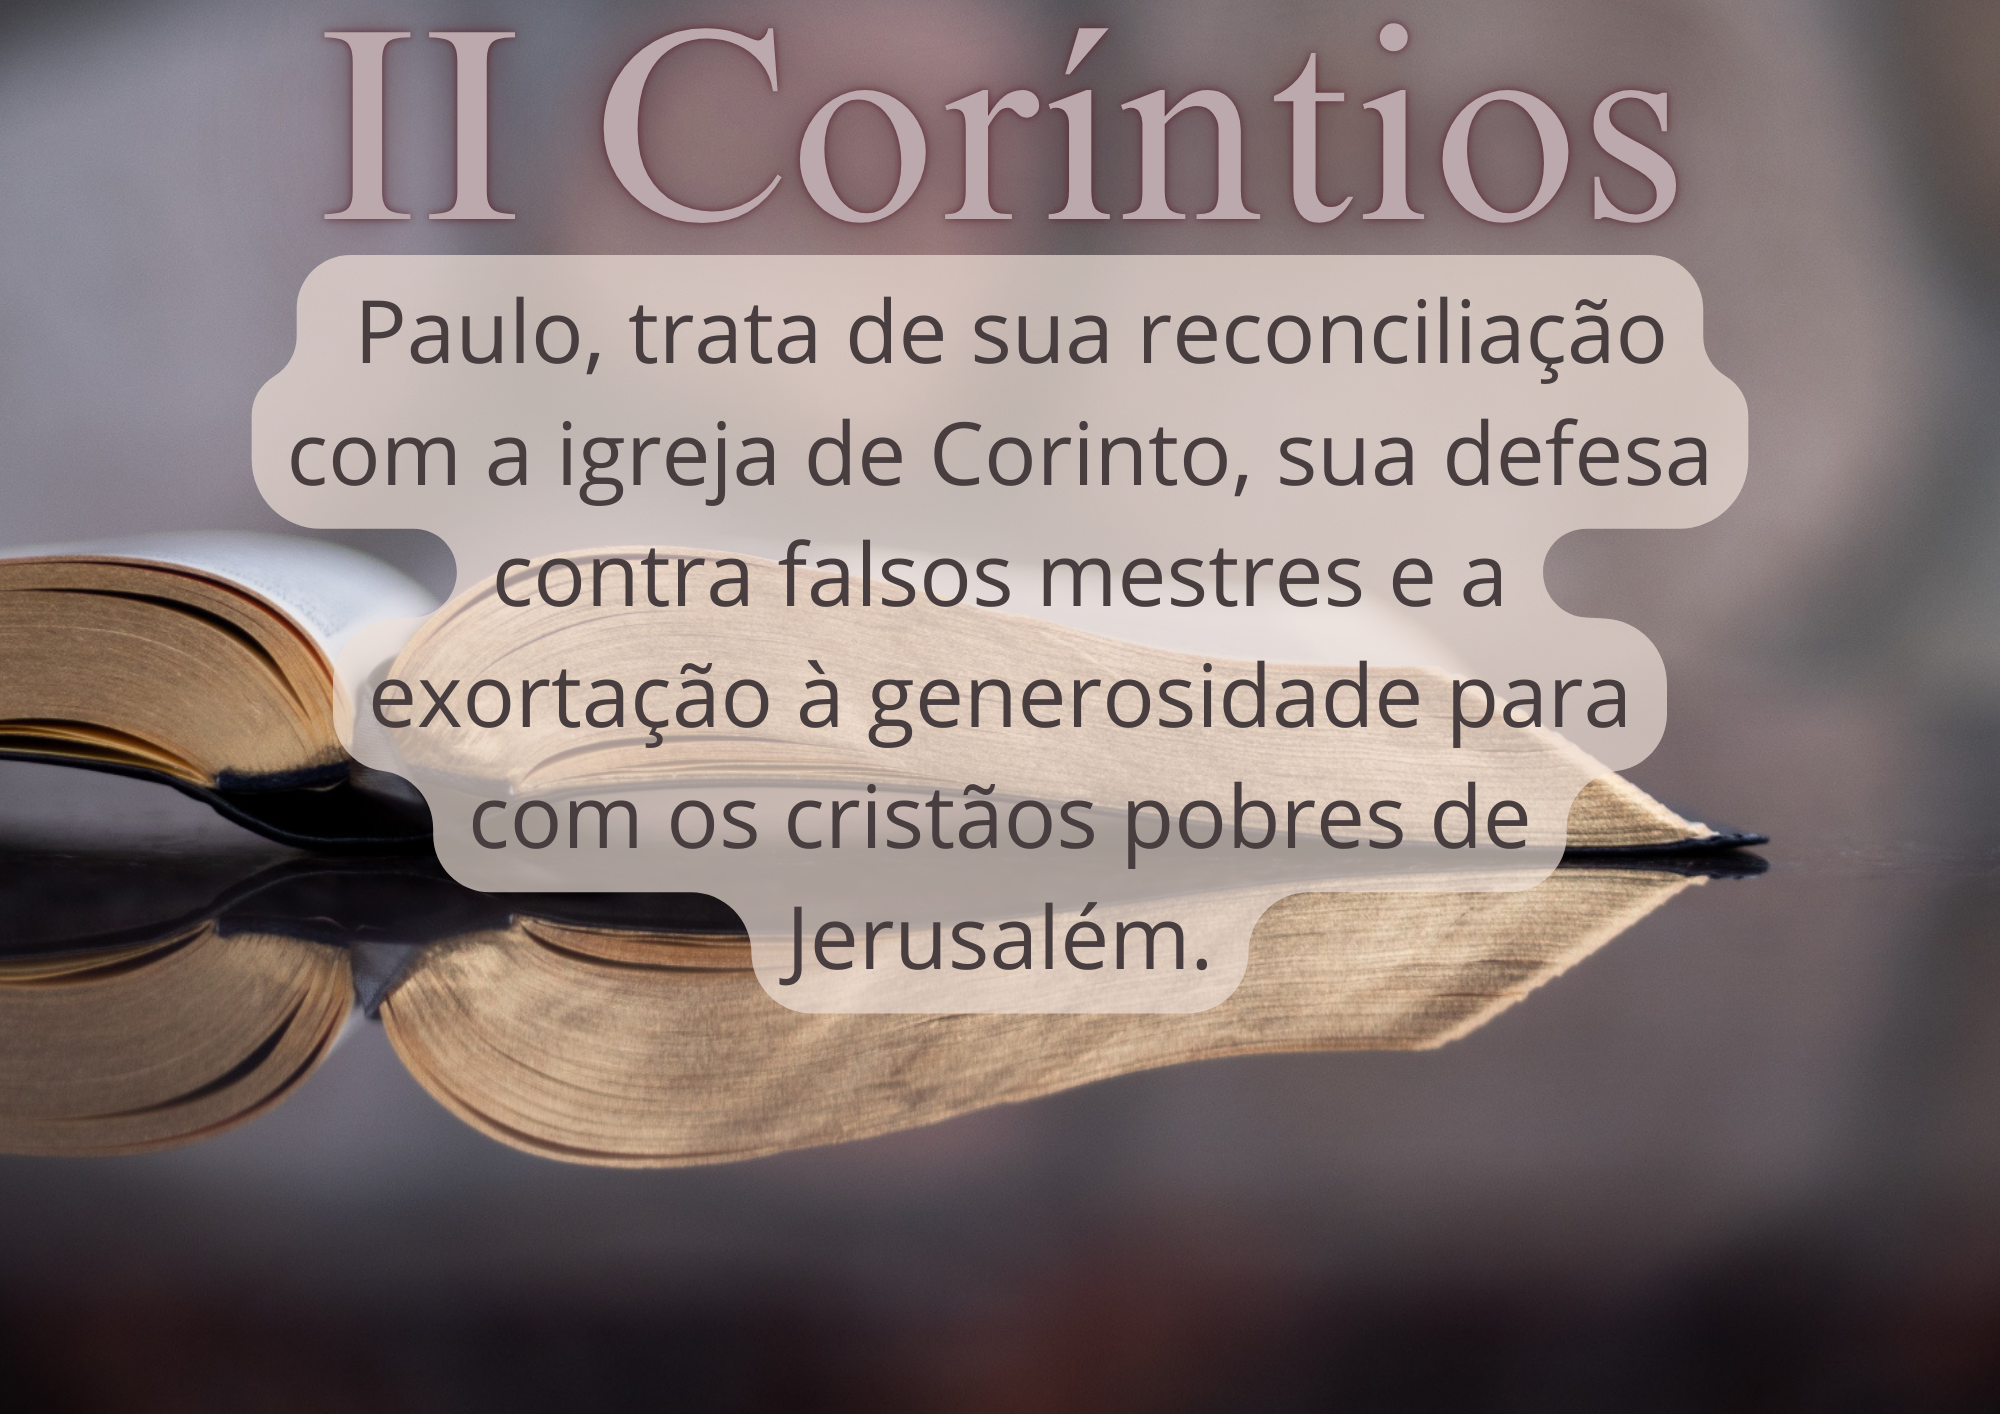 II Coríntios
Paulo, trata de sua reconciliação
com a igreja de Corinto, sua defesa
contra falsos mestres e a
exortação à generosidade para
com os cristãos pobres de
Jerusalém.